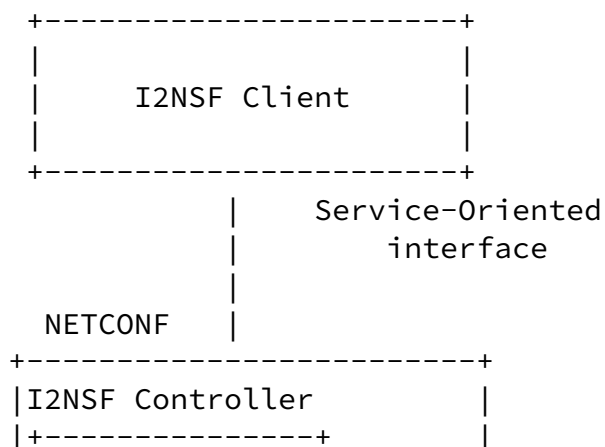 I2NSF Client
Service-Oriented
interface
NETCONF
I2NSF Controller